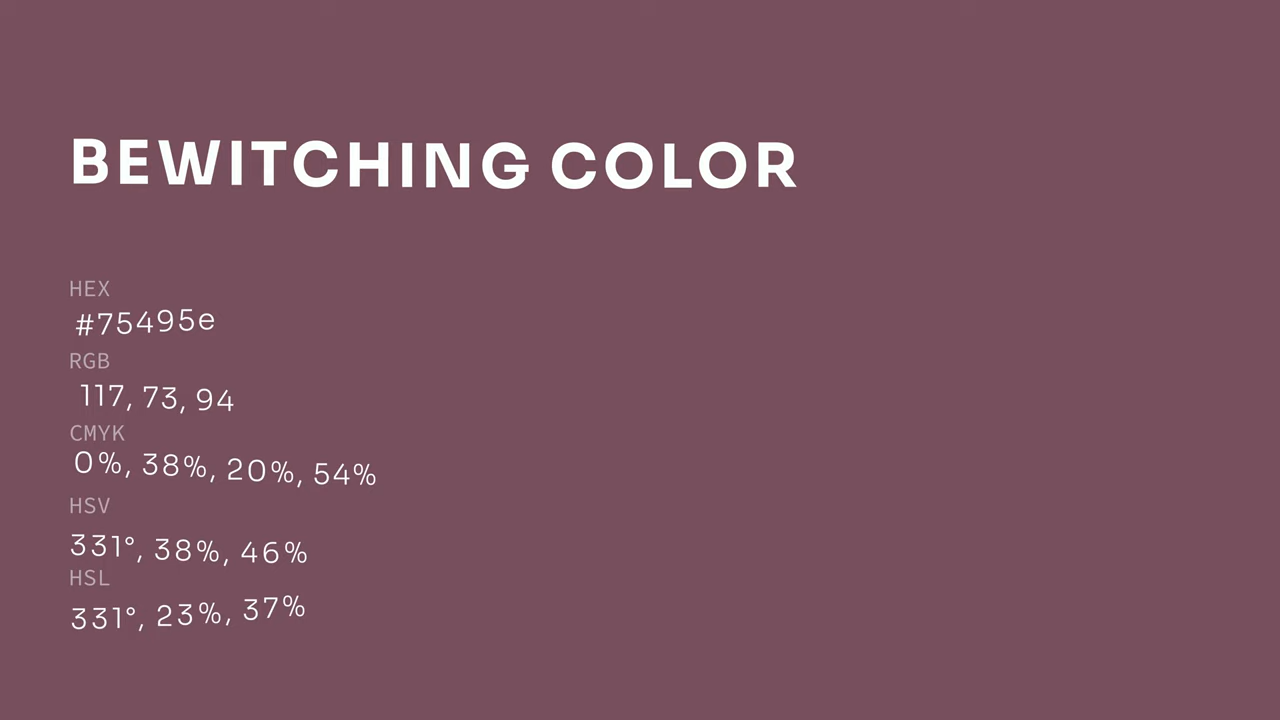 BEWITCHING COLOR
HEX
#75495e
RGB
117, 73, 94
CMYK
0%, 38%, 20%, 54%
HSV
331°, 38%, 46%
HSL
331°, 23%, 37%